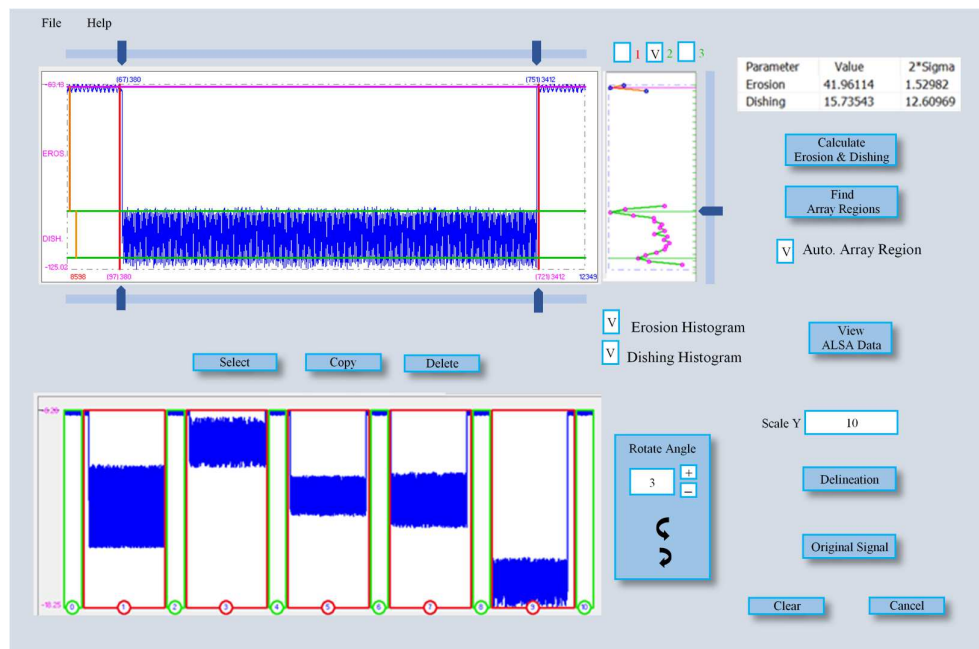 File Help
1 V 2 3
(67)380 (751)3412
-83.13
EROS.
DISH.
-125.02
8598 (97)380 (721)3412 12349
Parameter Value 2*Sigma
Erosion 41.96114 1.52982
Dishing 15.73543 12.60969
Calculate
Erosion & Dishing
Find
Array Regions
V Auto. Array Region
V Erosion Histogram
V Dishing Histogram
View
ALSA Data
Select Copy Delete
Scale Y 10
Rotate Angle
3 + −
Delineation
Original Signal
-18.25
0 1 2 3 4 5 6 7 8 9 10
Clear Cancel